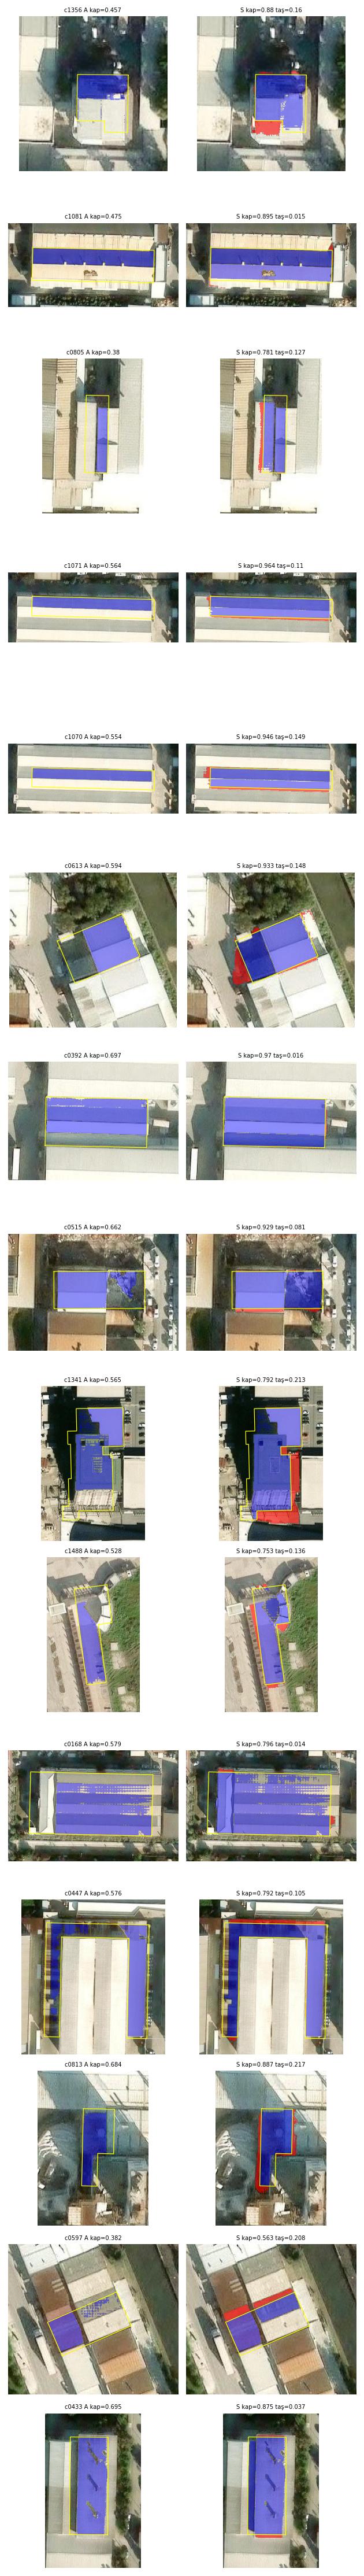 c1356 A kap=0.457
S kap=0.88 taş=0.16
c1081 A kap=0.475
S kap=0.895 taş=0.015
c0805 A kap=0.38
S kap=0.781 taş=0.127
c1071 A kap=0.564
S kap=0.964 taş=0.11
c1070 A kap=0.554
S kap=0.946 taş=0.149
c0613 A kap=0.594
S kap=0.933 taş=0.148
c0392 A kap=0.697
S kap=0.97 taş=0.016
c0515 A kap=0.662
S kap=0.929 taş=0.081
c1341 A kap=0.565
S kap=0.792 taş=0.213
c1488 A kap=0.528
S kap=0.753 taş=0.136
c0168 A kap=0.579
S kap=0.796 taş=0.014
c0447 A kap=0.576
S kap=0.792 taş=0.105
c0813 A kap=0.684
S kap=0.887 taş=0.217
c0597 A kap=0.382
S kap=0.563 taş=0.208
c0433 A kap=0.695
S kap=0.875 taş=0.037